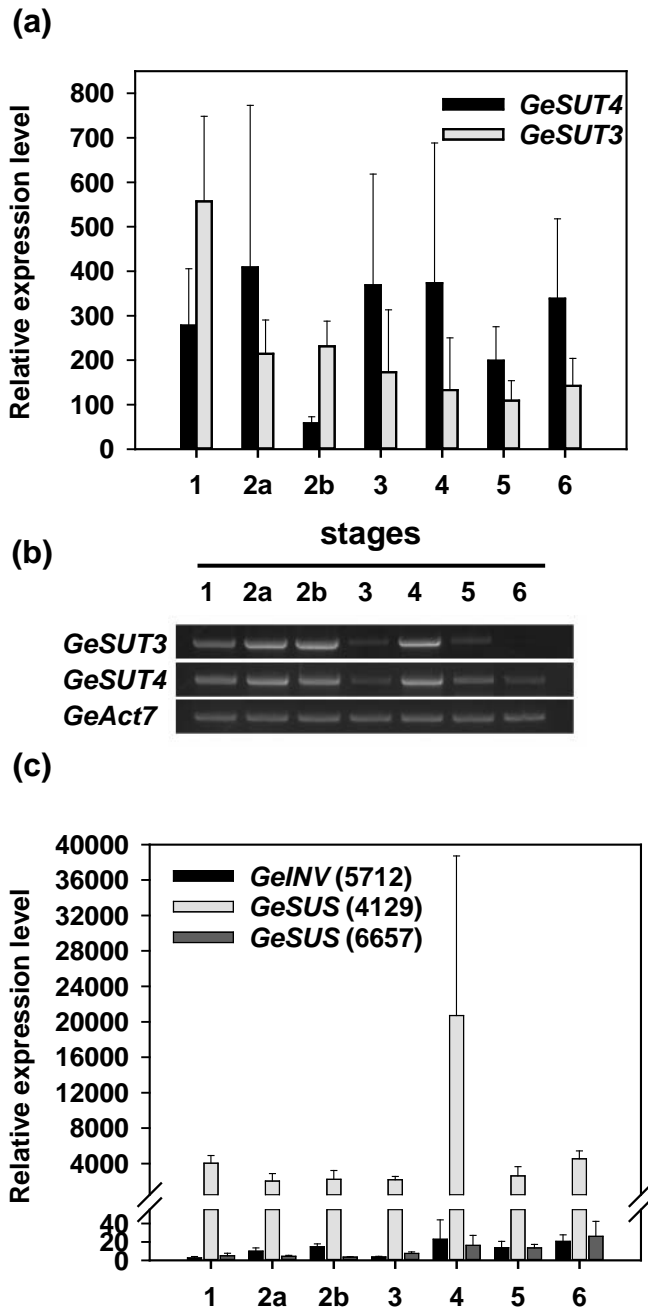 (a)
Relative expression level
800
700
600
500
400
300
200
100
0
GeSUT4
GeSUT3
1 2a 2b 3 4 5 6
stages
(b)
1 2a 2b 3 4 5 6
GeSUT3
GeSUT4
GeAct7
(c)
Relative expression level
40000
36000
32000
28000
24000
20000
16000
12000
8000
4000
40
20
0
GeINV (5712)
GeSUS (4129)
GeSUS (6657)
1 2a 2b 3 4 5 6